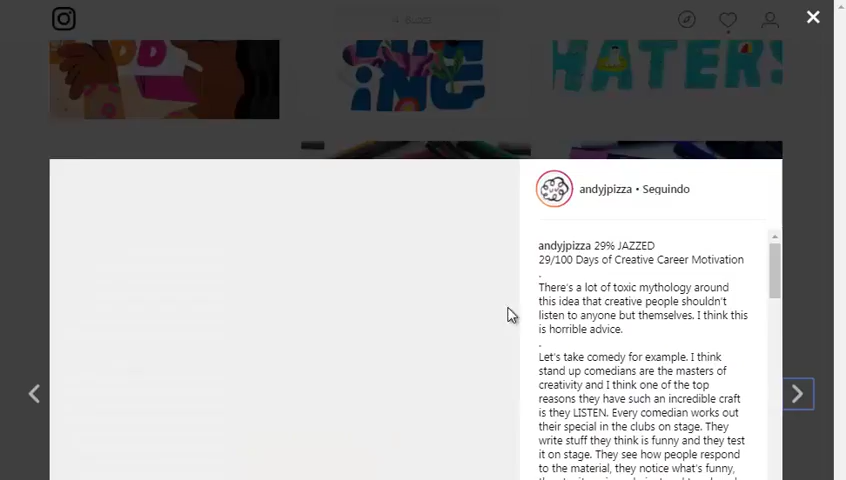 Busca
HATERS
andyjpizza • Seguindo
andyjpizza 29% JAZZED
29/100 Days of Creative Career Motivation
.
There's a lot of toxic mythology around
this idea that creative people shouldn't
listen to anyone but themselves. I think this
is horrible advice.
.
Let's take comedy for example. I think
stand up comedians are the masters of
creativity and I think one of the top
reasons they have such an incredible craft
is they LISTEN. Every comedian works out
their special in the clubs on stage. They
write stuff they think is funny and they test
it on stage. They see how people respond
to the material, they notice what's funny,